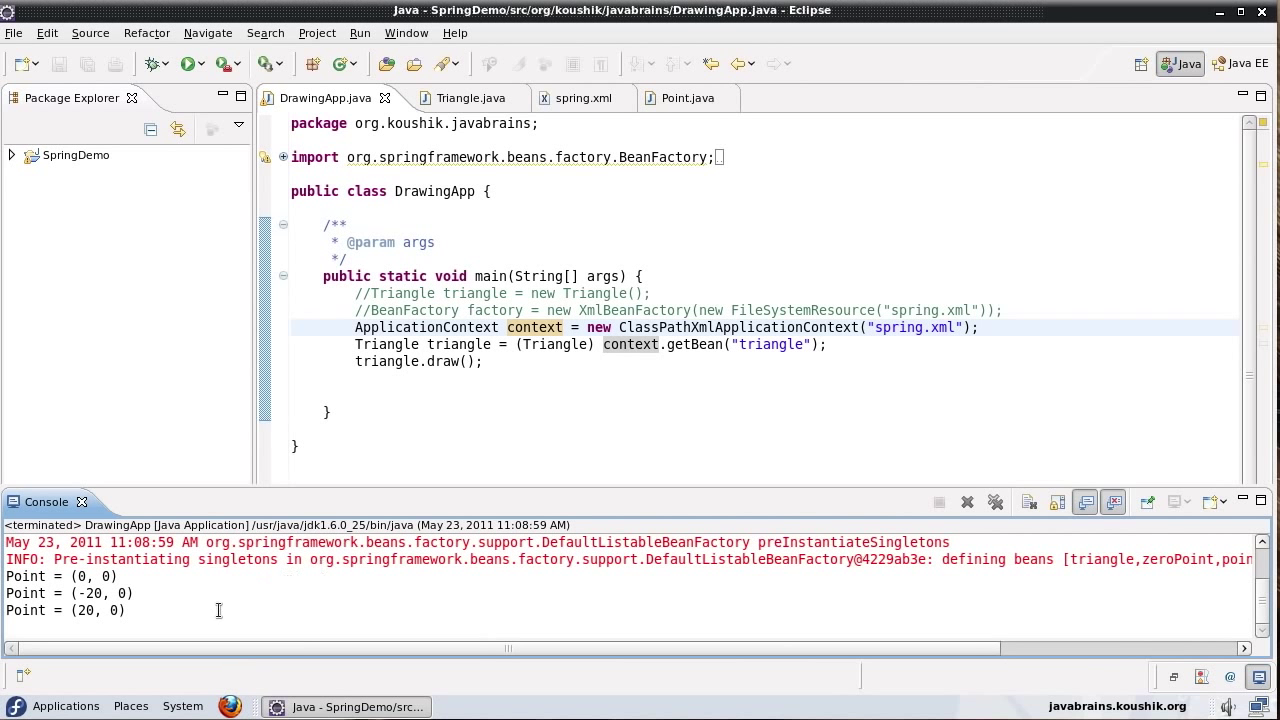 Java - SpringDemo/src/org/koushik/javabrains/DrawingApp.java - Eclipse
File Edit Source Refactor Navigate Search Project Run Window Help
Java Java EE
Package Explorer
DrawingApp.java Triangle.java spring.xml Point.java
SpringDemo
package org.koushik.javabrains;
import org.springframework.beans.factory.BeanFactory;
public class DrawingApp {
/**
* @param args
*/
public static void main(String[] args) {
//Triangle triangle = new Triangle();
//BeanFactory factory = new XmlBeanFactory(new FileSystemResource("spring.xml"));
ApplicationContext context = new ClassPathXmlApplicationContext("spring.xml");
Triangle triangle = (Triangle) context.getBean("triangle");
triangle.draw();
}
}
Console
<terminated> DrawingApp [Java Application] /usr/java/jdk1.6.0_25/bin/java (May 23, 2011 11:08:59 AM)
May 23, 2011 11:08:59 AM org.springframework.beans.factory.support.DefaultListableBeanFactory preInstantiateSingletons
INFO: Pre-instantiating singletons in org.springframework.beans.factory.support.DefaultListableBeanFactory@4229ab3e: defining beans [triangle,zeroPoint,poin
Point = (0, 0)
Point = (-20, 0)
Point = (20, 0)
Applications Places System Java - SpringDemo/src... javabrains.koushik.org